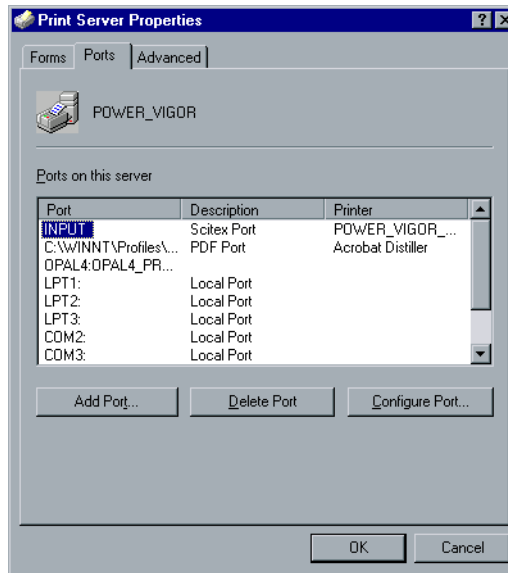 Print Server Properties
Forms Ports Advanced
POWER_VIGOR
Ports on this server
Port Description Printer
INPUT Scitex Port POWER_VIGOR_...
C:\WINNT\Profiles\... PDF Port Acrobat Distiller
OPAL4:OPAL4_PR...
LPT1: Local Port
LPT2: Local Port
LPT3: Local Port
COM2: Local Port
COM3: Local Port
Add Port... Delete Port Configure Port...
OK Cancel